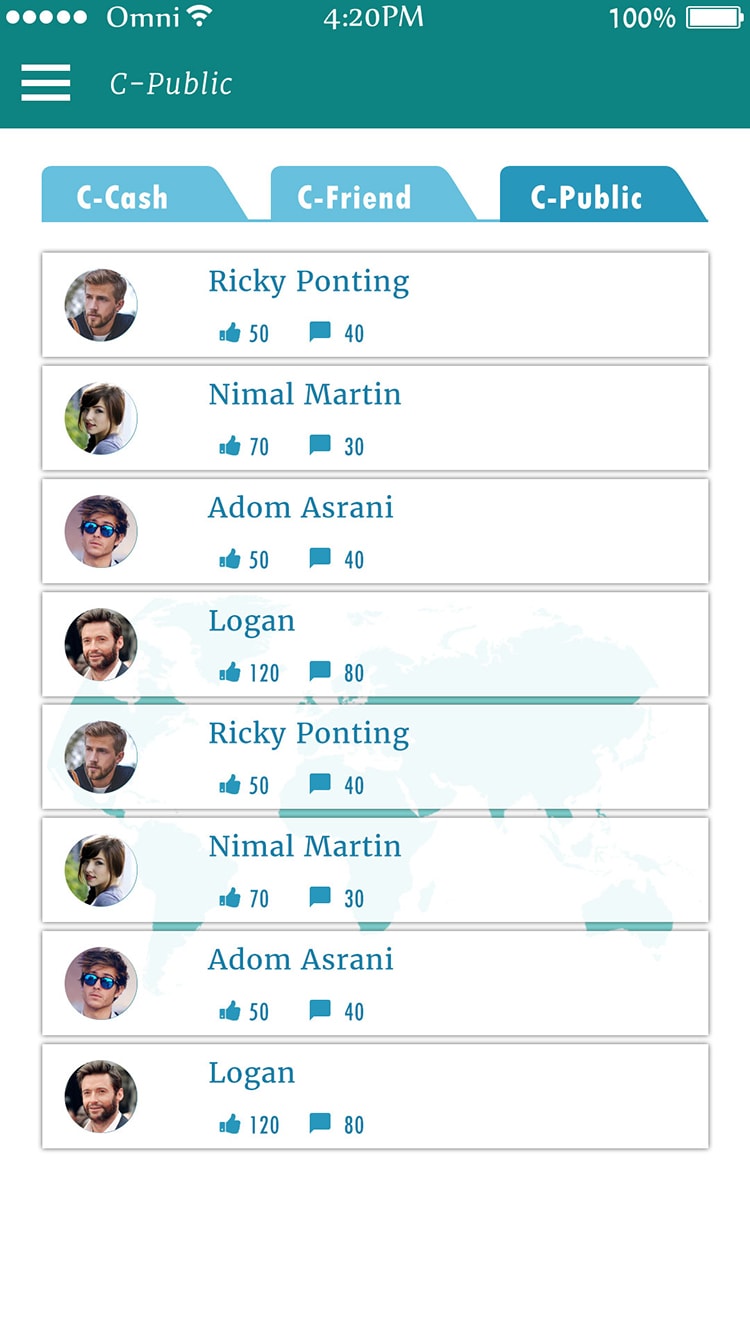 Omni 4:20PM 100%
C-Public
C-Cash C-Friend C-Public
Ricky Ponting
50 40
Nimal Martin
70 30
Adom Asrani
50 40
Logan
120 80
Ricky Ponting
50 40
Nimal Martin
70 30
Adom Asrani
50 40
Logan
120 80